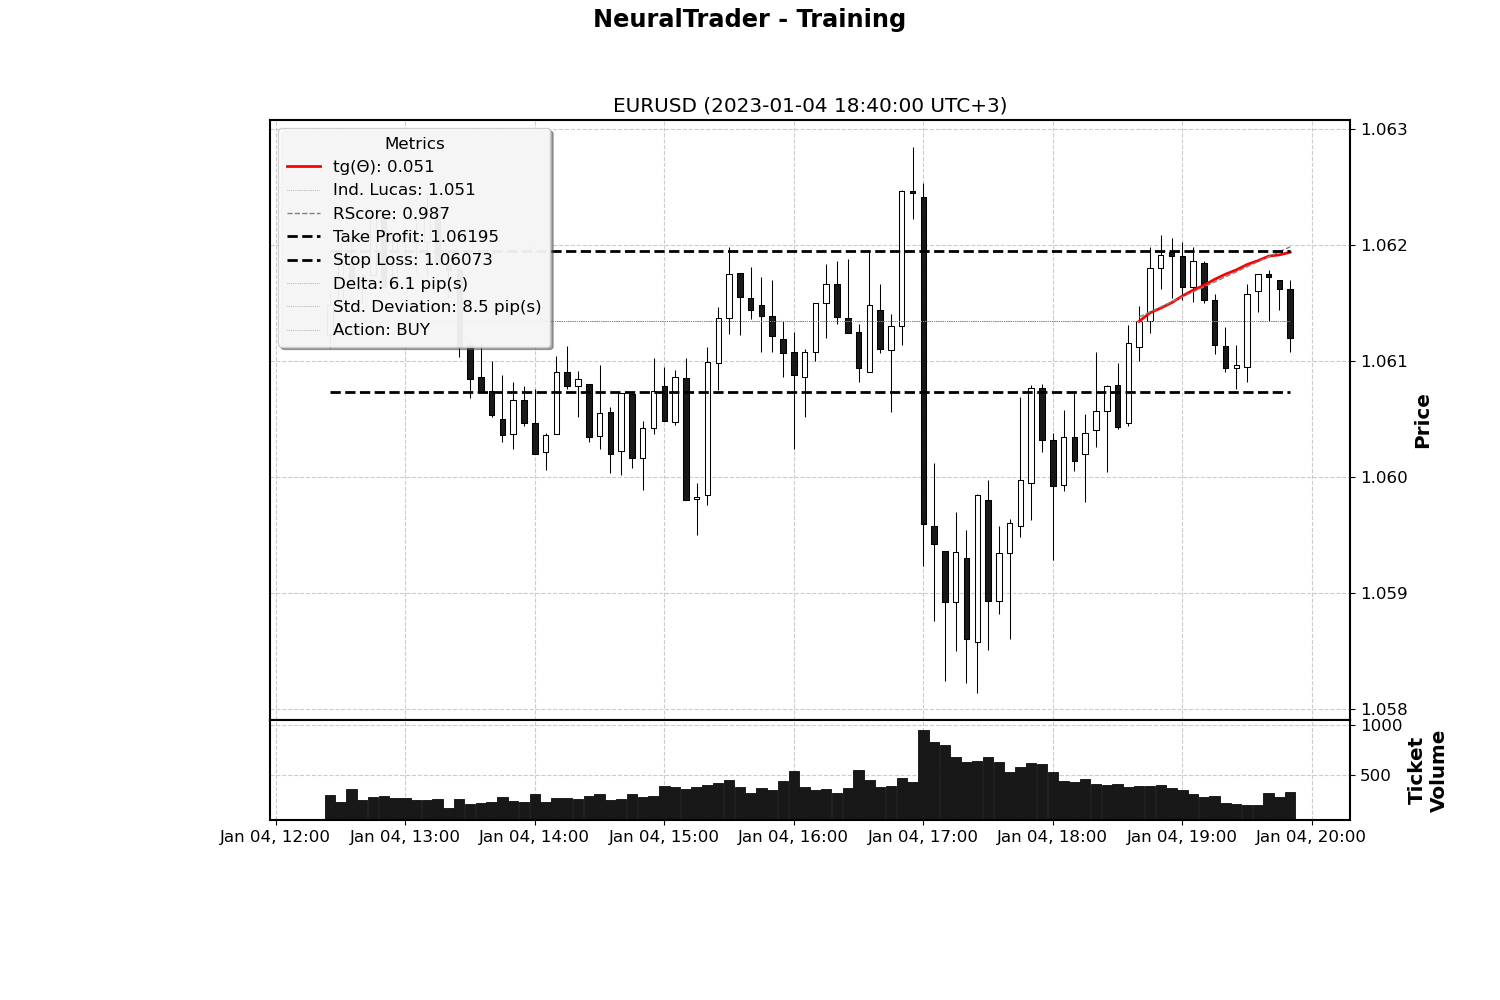 NeuralTrader - Training
EURUSD (2023-01-04 18:40:00 UTC+3)
Metrics
tg(Θ): 0.051
Ind. Lucas: 1.051
RScore: 0.987
Take Profit: 1.06195
Stop Loss: 1.06073
Delta: 6.1 pip(s)
Std. Deviation: 8.5 pip(s)
Action: BUY
1.063
1.062
1.061
1.060
1.059
1.058
Price
1000
500
Ticket
Volume
Jan 04, 12:00
Jan 04, 13:00
Jan 04, 14:00
Jan 04, 15:00
Jan 04, 16:00
Jan 04, 17:00
Jan 04, 18:00
Jan 04, 19:00
Jan 04, 20:00